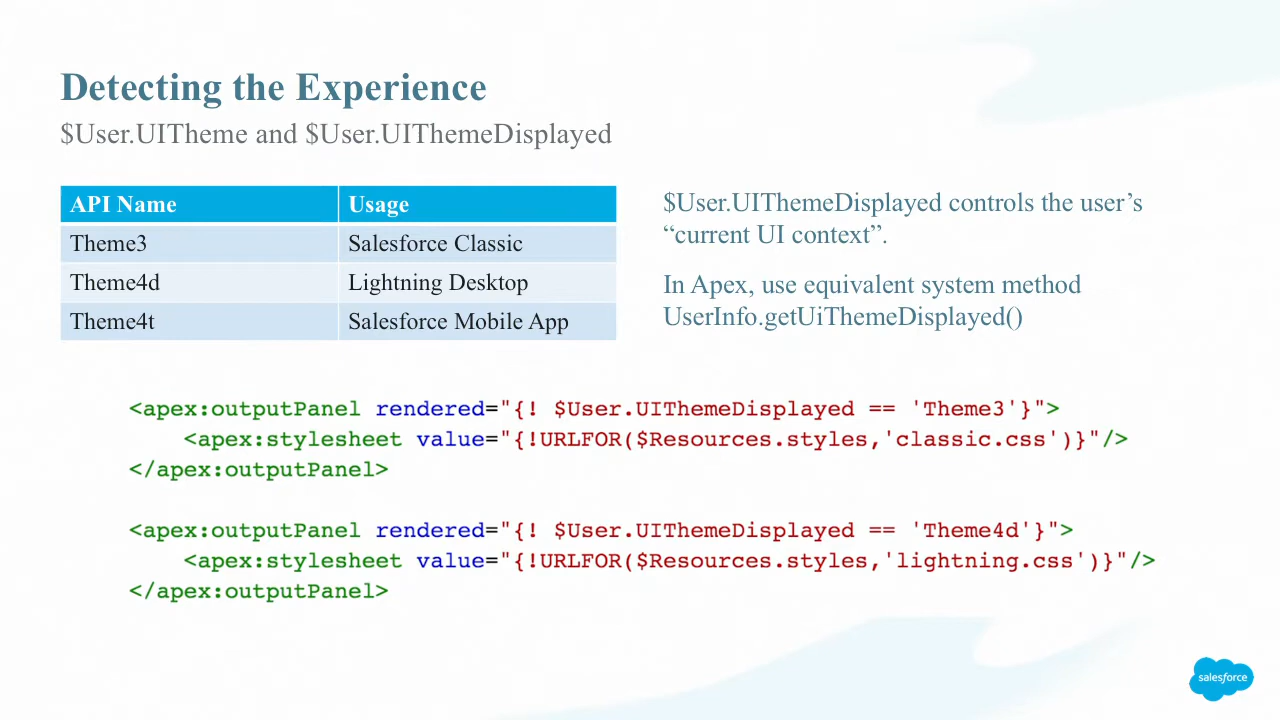 Detecting the Experience
$User.UITheme and $User.UIThemeDisplayed
API Name Usage
Theme3 Salesforce Classic
Theme4d Lightning Desktop
Theme4t Salesforce Mobile App
$User.UIThemeDisplayed controls the user’s
“current UI context”.
In Apex, use equivalent system method
UserInfo.getUiThemeDisplayed()
<apex:outputPanel rendered="{! $User.UIThemeDisplayed == 'Theme3'}">
<apex:stylesheet value="{!URLFOR($Resources.styles,'classic.css')}"/>
</apex:outputPanel>
<apex:outputPanel rendered="{! $User.UIThemeDisplayed == 'Theme4d'}">
<apex:stylesheet value="{!URLFOR($Resources.styles,'lightning.css')}"/>
</apex:outputPanel>
salesforce